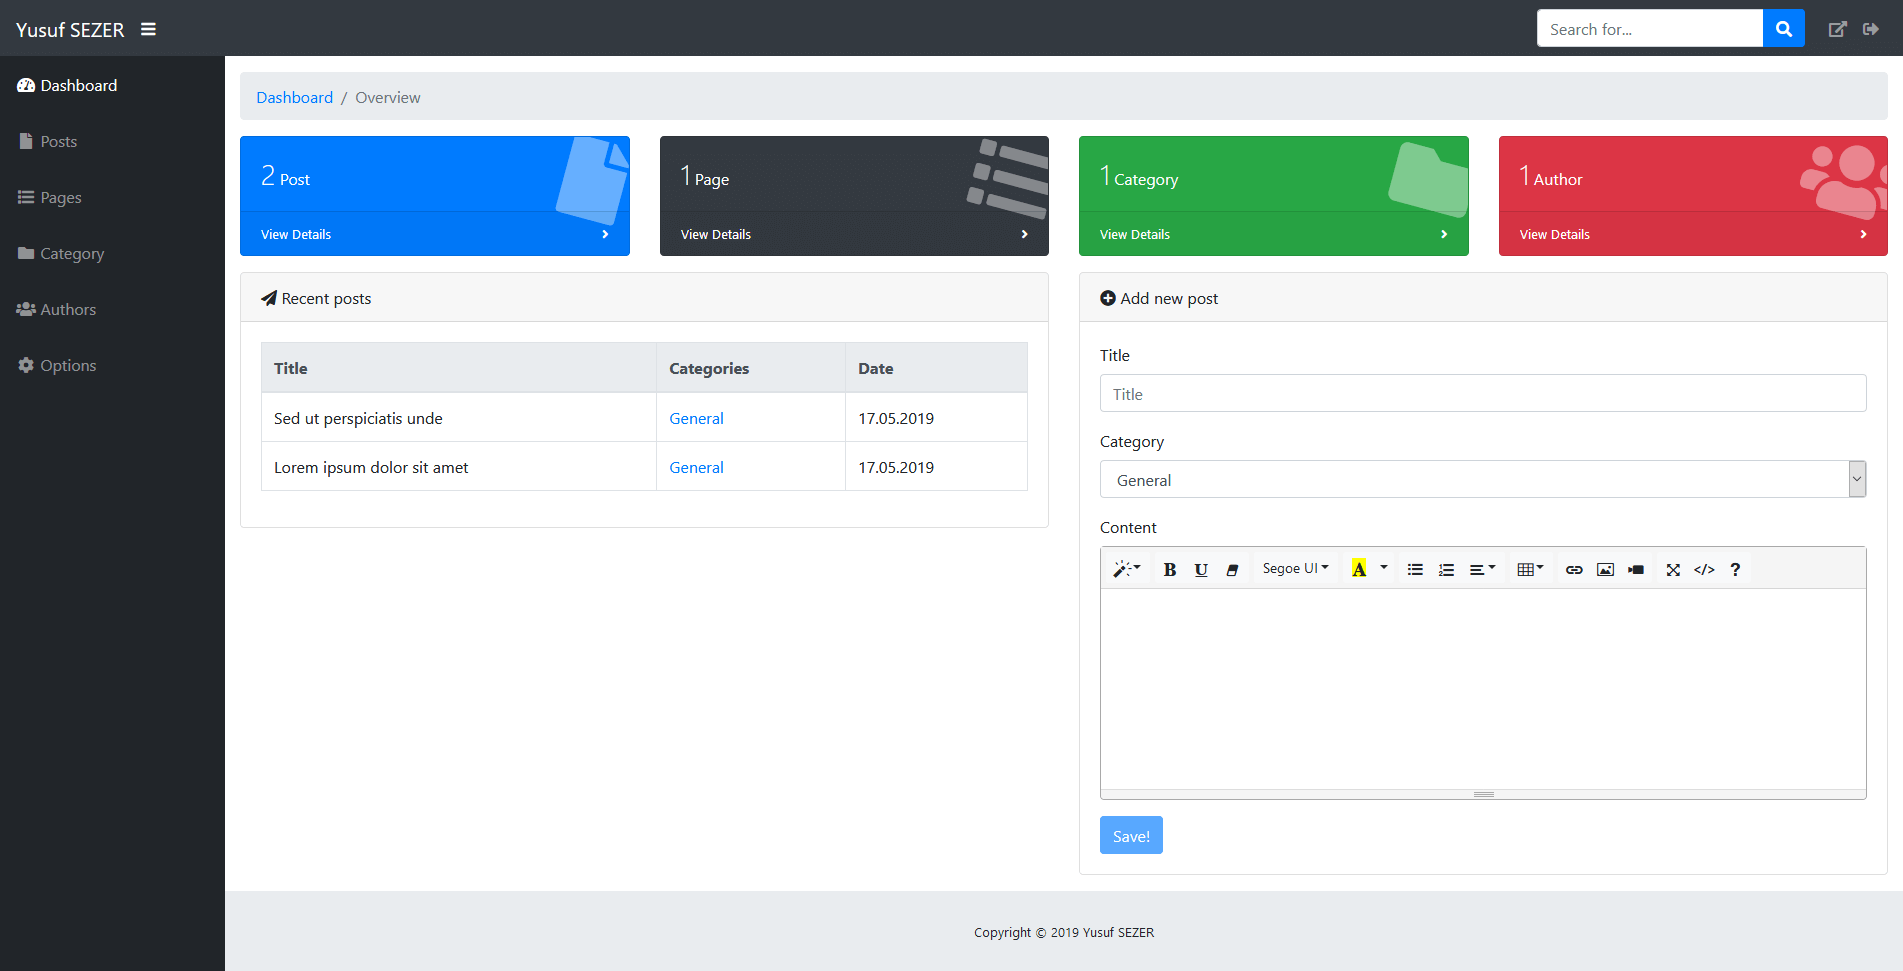 Yusuf SEZER
Search for...
Dashboard
Posts
Pages
Category
Authors
Options
Dashboard / Overview
2 Post
View Details
1 Page
View Details
1 Category
View Details
1 Author
View Details
Recent posts
Title Categories Date
Sed ut perspiciatis unde General 17.05.2019
Lorem ipsum dolor sit amet General 17.05.2019
Add new post
Title
Title
Category
General
Content
B U Segoe UI A </> ?
Save!
Copyright © 2019 Yusuf SEZER